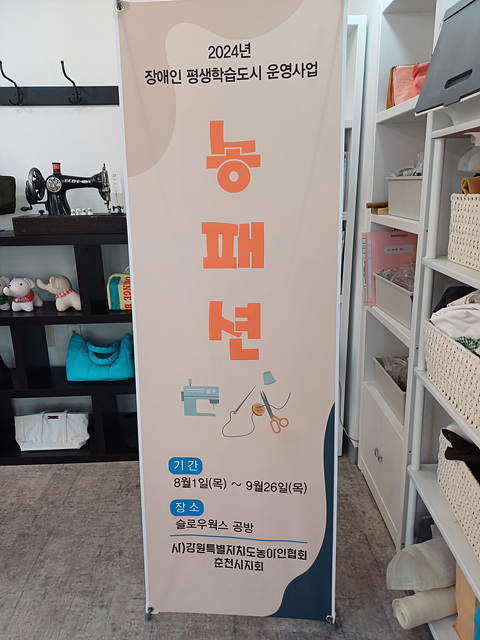 2024년
장애인 평생학습도시 운영사업
농
패
션
기간
8월1일(목) ~ 9월26일(목)
장소
슬로우웍스 공방
사)강원특별자치도농아인협회
춘천시지회